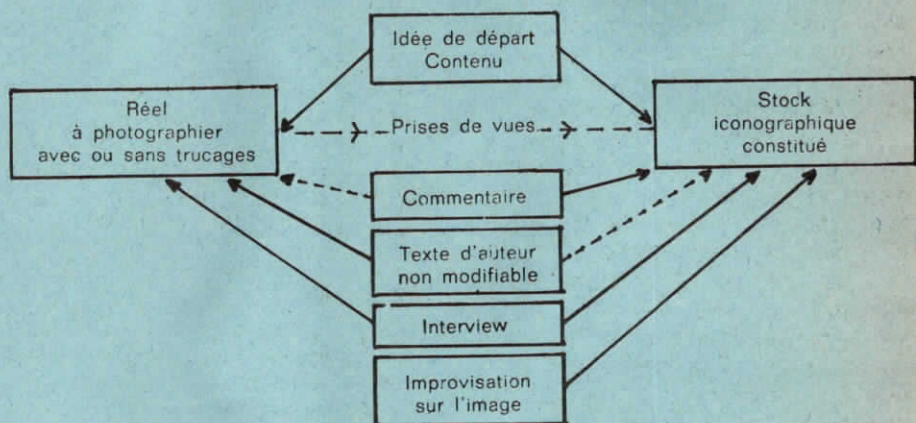 Idée de départ
Contenu
Réel
à photographier
avec ou sans trucages
Prises de vues
Stock
iconographique
constitué
Commentaire
Texte d'auteur
non modifiable
Interview
Improvisation
sur l'image